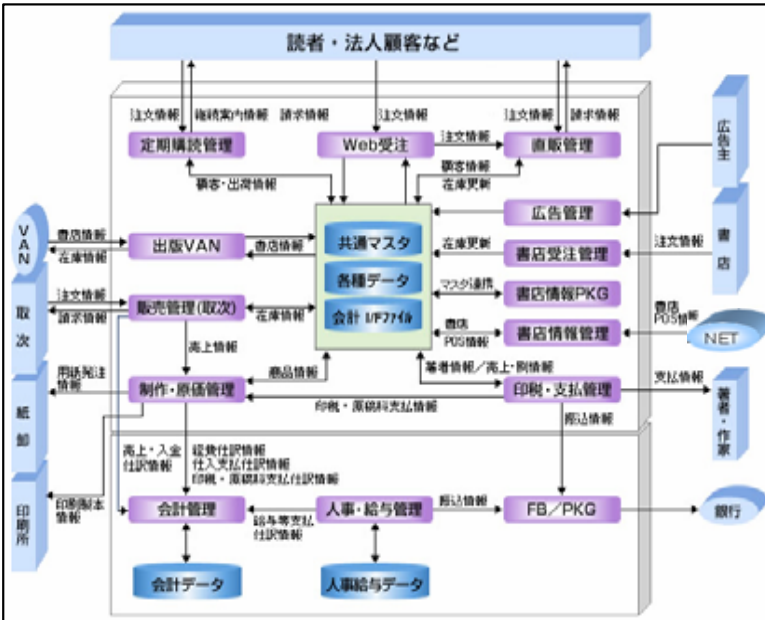 読者・法人顧客など
注文情報
継続案内情報
請求情報
注文情報
注文情報
請求情報
定期購読管理
Web受注
注文情報
直販管理
広告主
顧客・出荷情報
顧客情報
在庫更新
広告管理
VAN
書店情報
在庫情報
出版VAN
書店情報
共通マスタ
各種データ
会計 I/Fファイル
在庫更新
書店受注管理
注文情報
書店
取次
注文情報
請求情報
販売管理(取次)
在庫情報
マスタ連携
書店情報PKG
書店
POS情報
書店情報管理
書店
POS情報
NET
売上情報
紙卸
用紙発注
情報
制作・原価管理
商品情報
著者情報/売上・刷情報
印税・支払管理
支払情報
著者・作家
印税・原稿料支払情報
売上・入金
仕訳情報
経費仕訳情報
仕入支払仕訳情報
印税・原稿料支払仕訳情報
振込情報
印刷所
印刷製本
情報
会計管理
給与等支払
仕訳情報
人事・給与管理
振込情報
FB/PKG
銀行
会計データ
人事給与データ